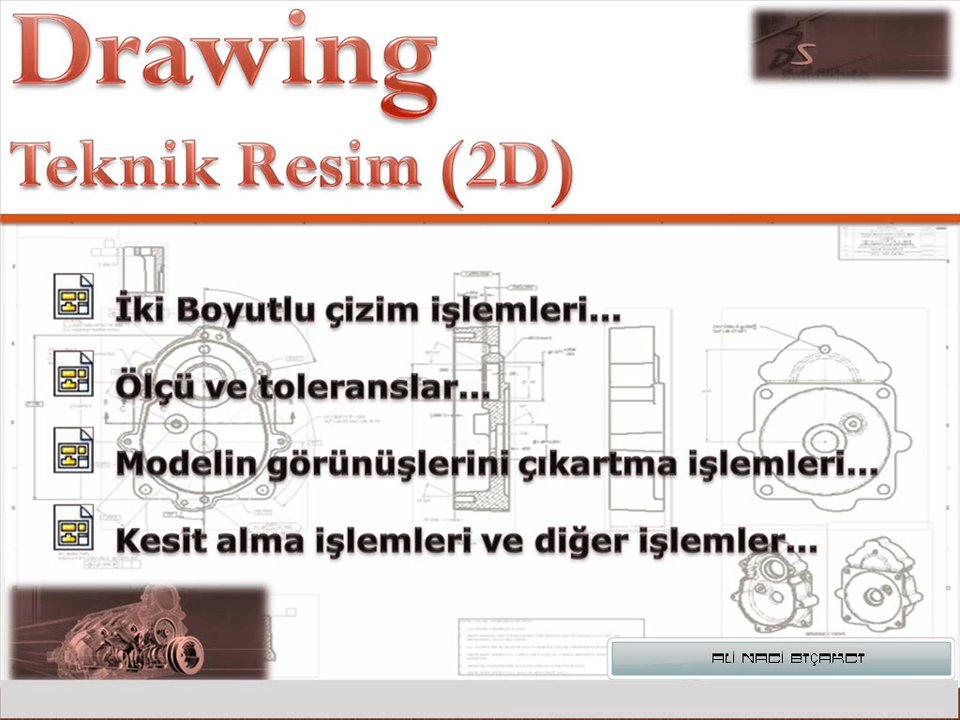 Drawing
Teknik Resim (2D)
İki Boyutlu çizim işlemleri...
Ölçü ve toleranslar...
Modelin görünüşlerini çıkartma işlemleri...
Kesit alma işlemleri ve diğer işlemler...
ALİ NACİ